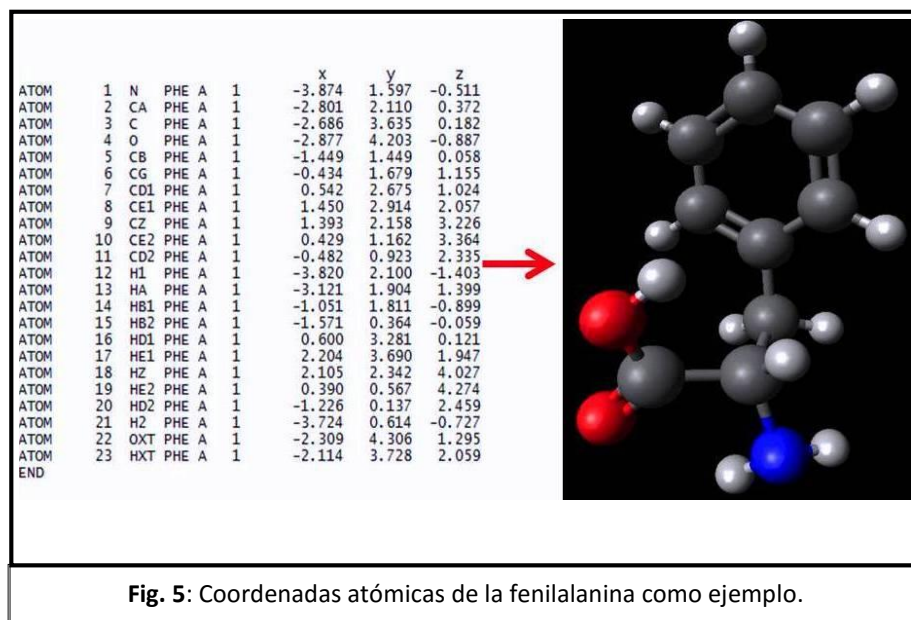 x y z
ATOM 1 N PHE A 1 -3.874 1.597 -0.511
ATOM 2 CA PHE A 1 -2.801 2.110 0.372
ATOM 3 C PHE A 1 -2.686 3.635 0.182
ATOM 4 O PHE A 1 -2.877 4.203 -0.887
ATOM 5 CB PHE A 1 -1.449 1.449 0.058
ATOM 6 CG PHE A 1 -0.434 1.679 1.155
ATOM 7 CD1 PHE A 1 0.542 2.675 1.024
ATOM 8 CE1 PHE A 1 1.450 2.914 2.057
ATOM 9 CZ PHE A 1 1.393 2.158 3.226
ATOM 10 CE2 PHE A 1 0.429 1.162 3.364
ATOM 11 CD2 PHE A 1 -0.482 0.923 2.335
ATOM 12 H1 PHE A 1 -3.820 2.100 -1.403
ATOM 13 HA PHE A 1 -3.121 1.904 1.399
ATOM 14 HB1 PHE A 1 -1.051 1.811 -0.899
ATOM 15 HB2 PHE A 1 -1.571 0.364 -0.059
ATOM 16 HD1 PHE A 1 0.600 3.281 0.121
ATOM 17 HE1 PHE A 1 2.204 3.690 1.947
ATOM 18 HZ PHE A 1 2.105 2.342 4.027
ATOM 19 HE2 PHE A 1 0.390 0.567 4.274
ATOM 20 HD2 PHE A 1 -1.226 0.137 2.459
ATOM 21 H2 PHE A 1 -3.724 0.614 -0.727
ATOM 22 OXT PHE A 1 -2.309 4.306 1.295
ATOM 23 HXT PHE A 1 -2.114 3.728 2.059
END
Fig. 5: Coordenadas atómicas de la fenilalanina como ejemplo.